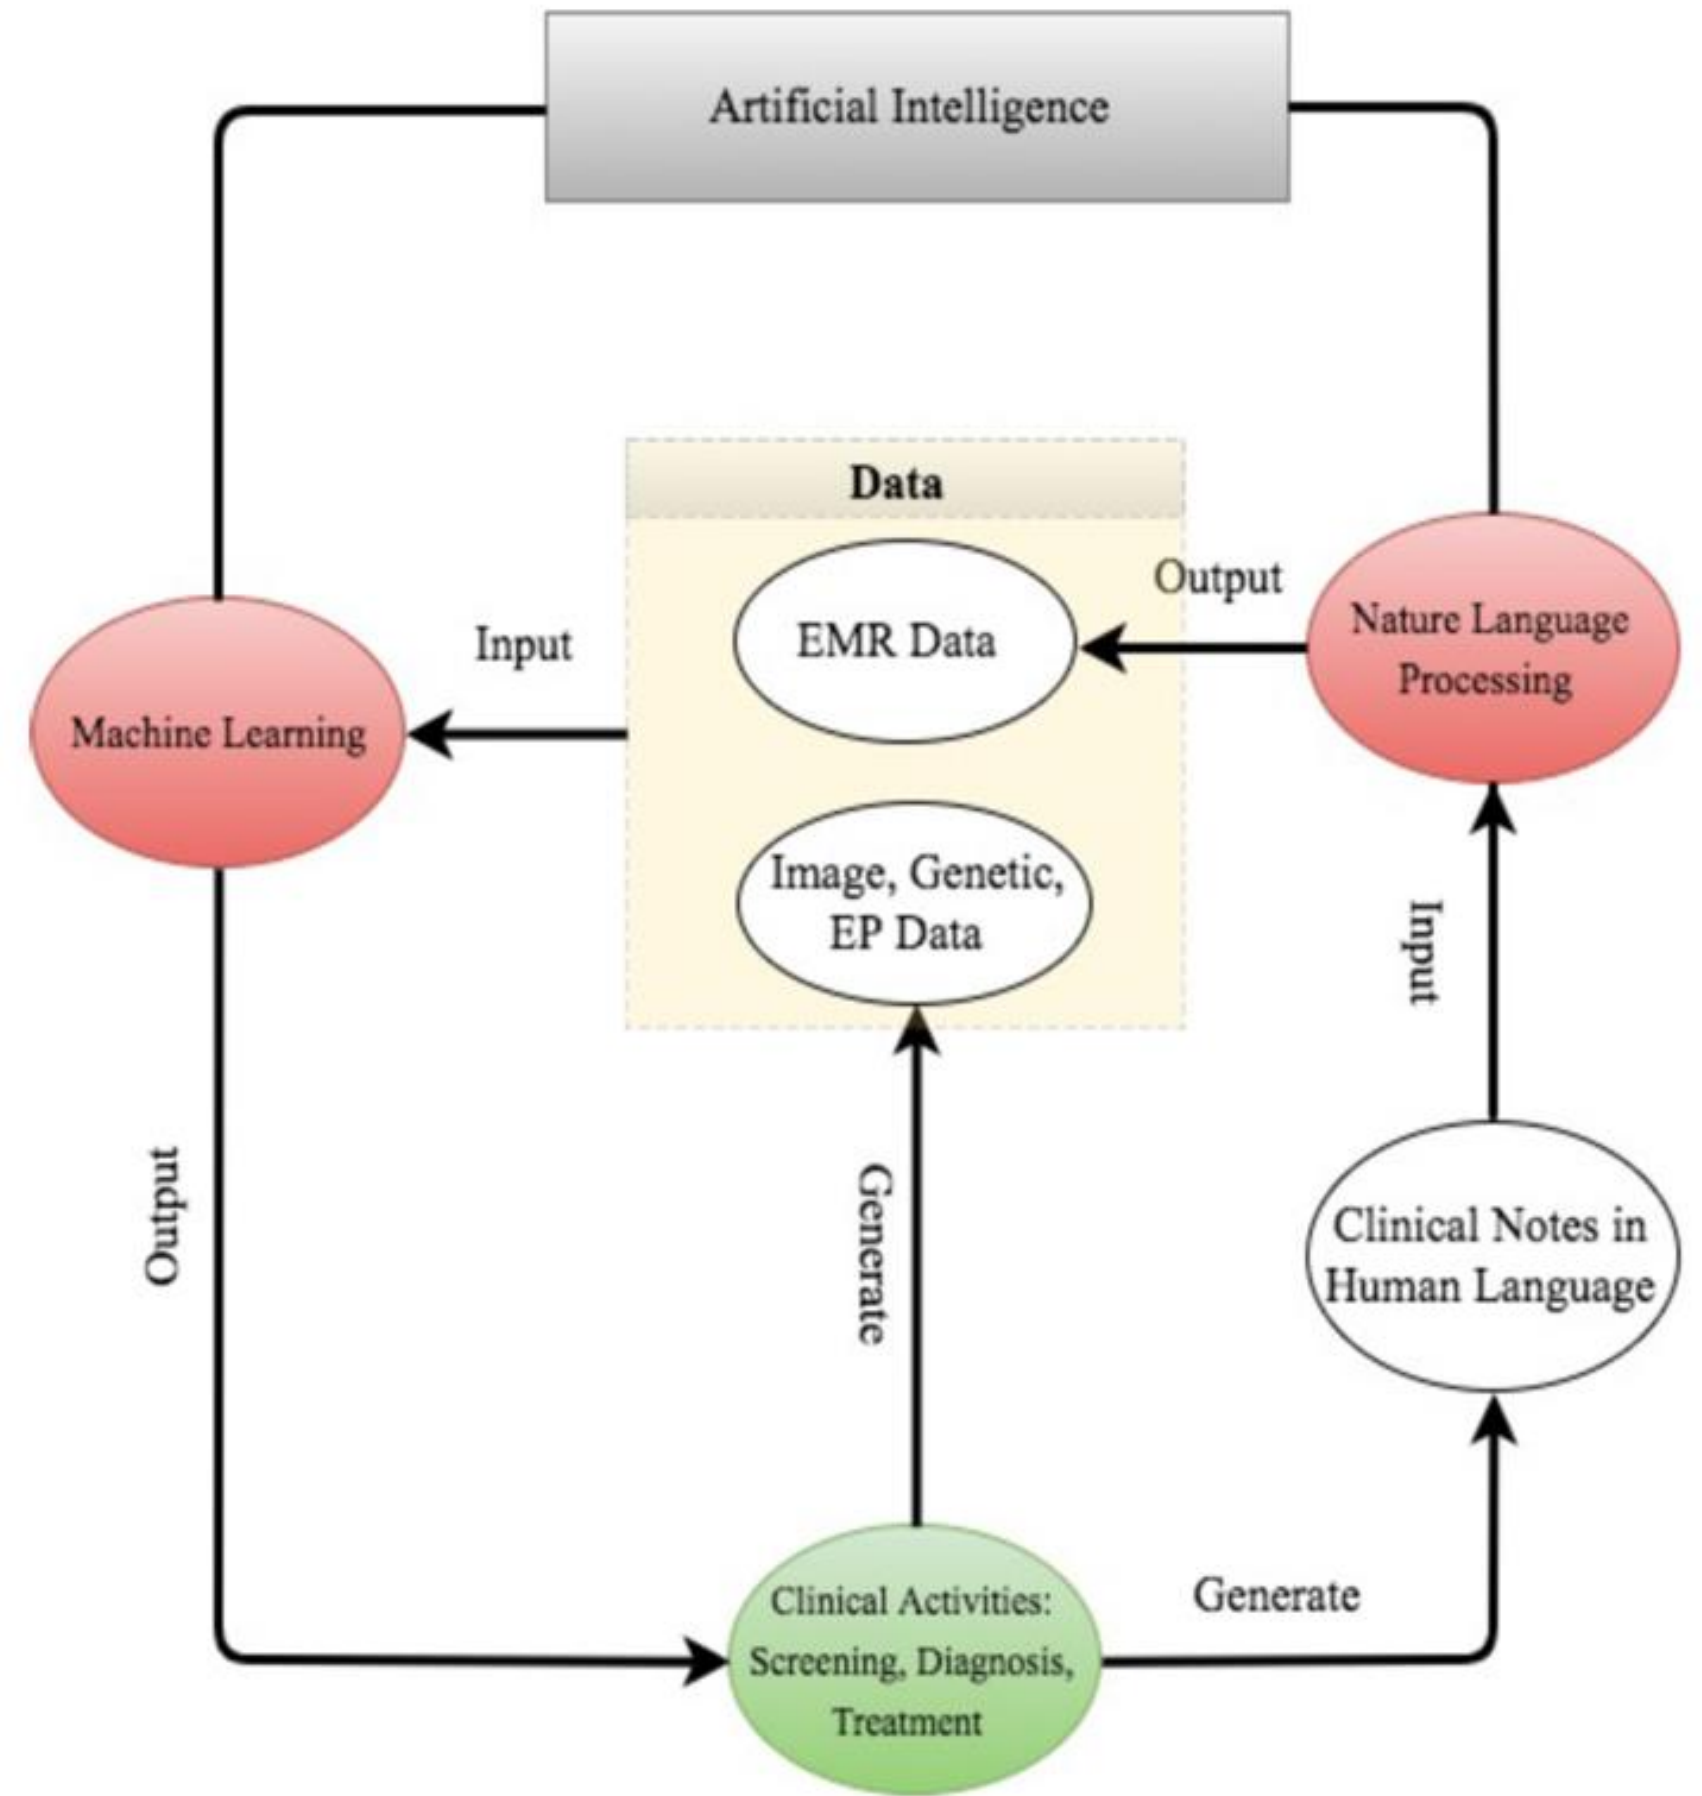 Artificial Intelligence
Data
Output
EMR Data
Nature Language
Processing
Input
Machine Learning
Image, Genetic,
EP Data
Input
Output
Generate
Clinical Notes in
Human Language
Generate
Clinical Activities:
Screening, Diagnosis,
Treatment